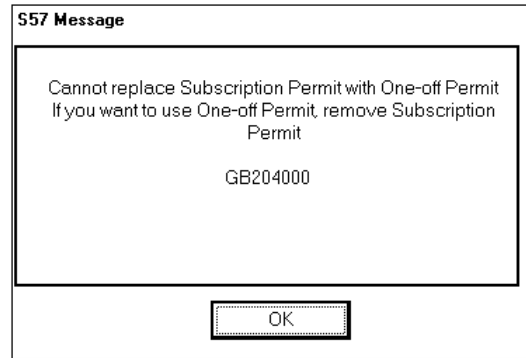 S57 Message
Cannot replace Subscription Permit with One-off Permit
If you want to use One-off Permit, remove Subscription
Permit
GB204000
OK